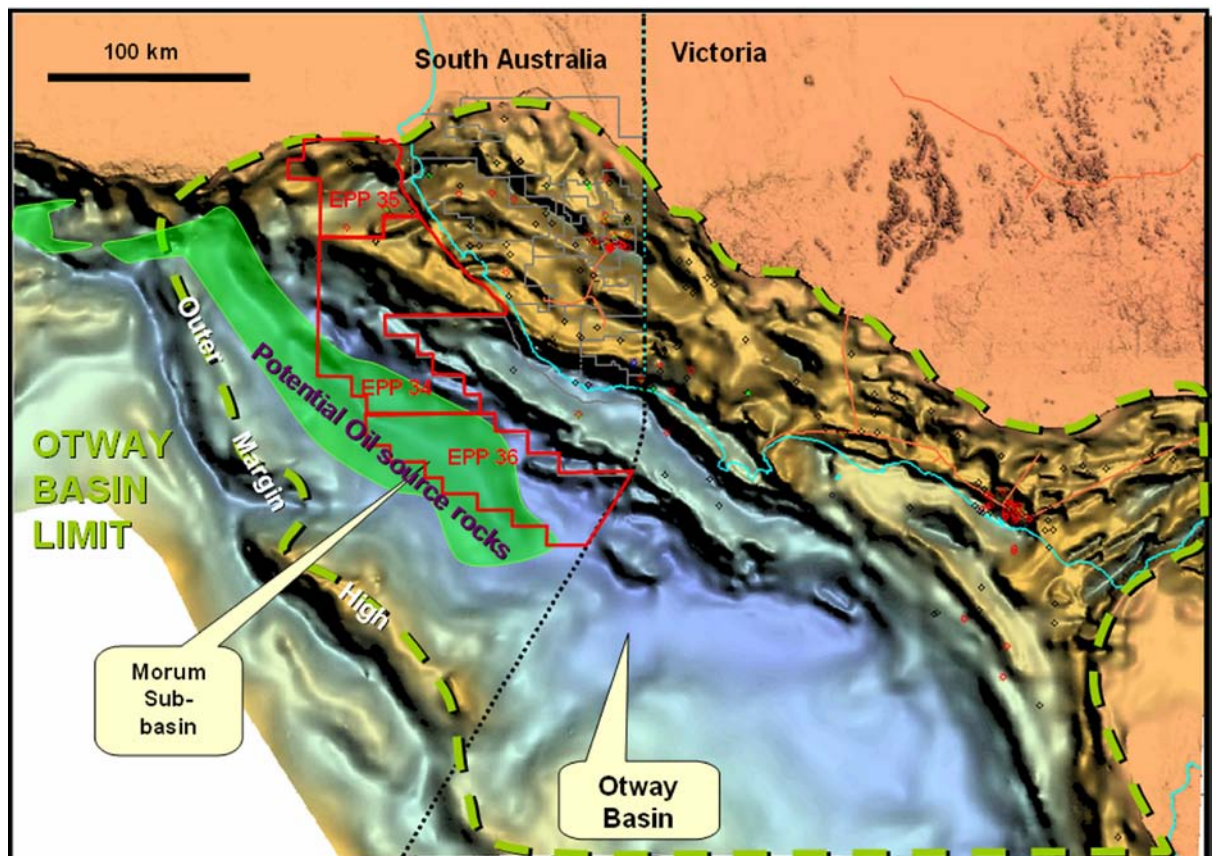 100 km
South Australia
Victoria
EPP 35
Outer
Margin
High
Potential Oil source rocks
EPP 34
EPP 36
OTWAY
BASIN
LIMIT
Morum
Sub-
basin
Otway
Basin